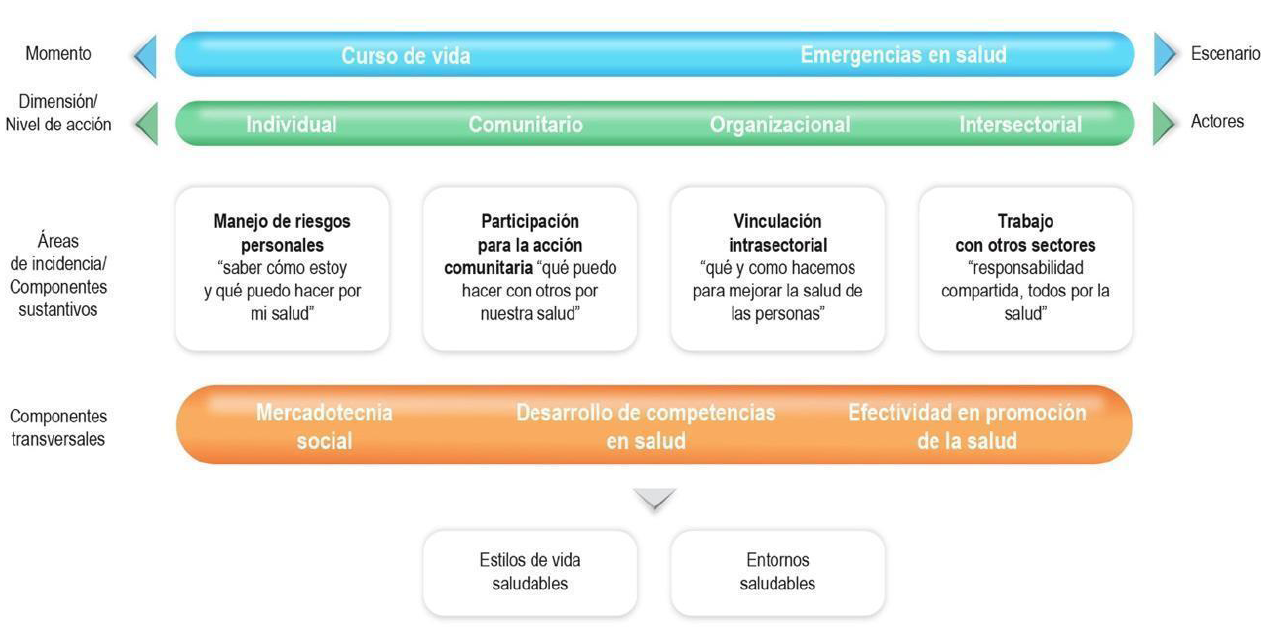 Momento
Curso de vida
Emergencias en salud
Escenario
Dimensión/
Nivel de acción
Individual
Comunitario
Organizacional
Intersectorial
Actores
Áreas
de incidencia/
Componentes
sustantivos
Manejo de riesgos
personales
“saber cómo estoy
y qué puedo hacer por
mi salud”
Participación
para la acción
comunitaria “qué puedo
hacer con otros por
nuestra salud”
Vinculación
intrasectorial
“qué y como hacemos
para mejorar la salud de
las personas”
Trabajo
con otros sectores
“responsabilidad
compartida, todos por la
salud”
Componentes
transversales
Mercadotecnia
social
Desarrollo de competencias
en salud
Efectividad en promoción
de la salud
Estilos de vida
saludables
Entornos
saludables